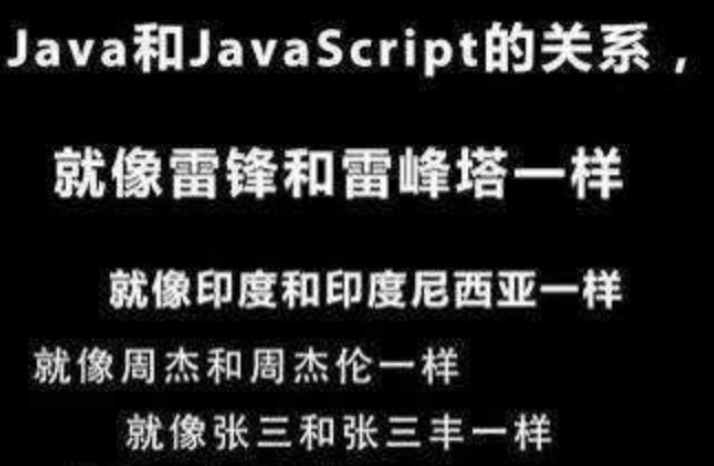 Java和JavaScript的关系，
就像雷锋和雷峰塔一样
就像印度和印度尼西亚一样
就像周杰和周杰伦一样
就像张三和张三丰一样